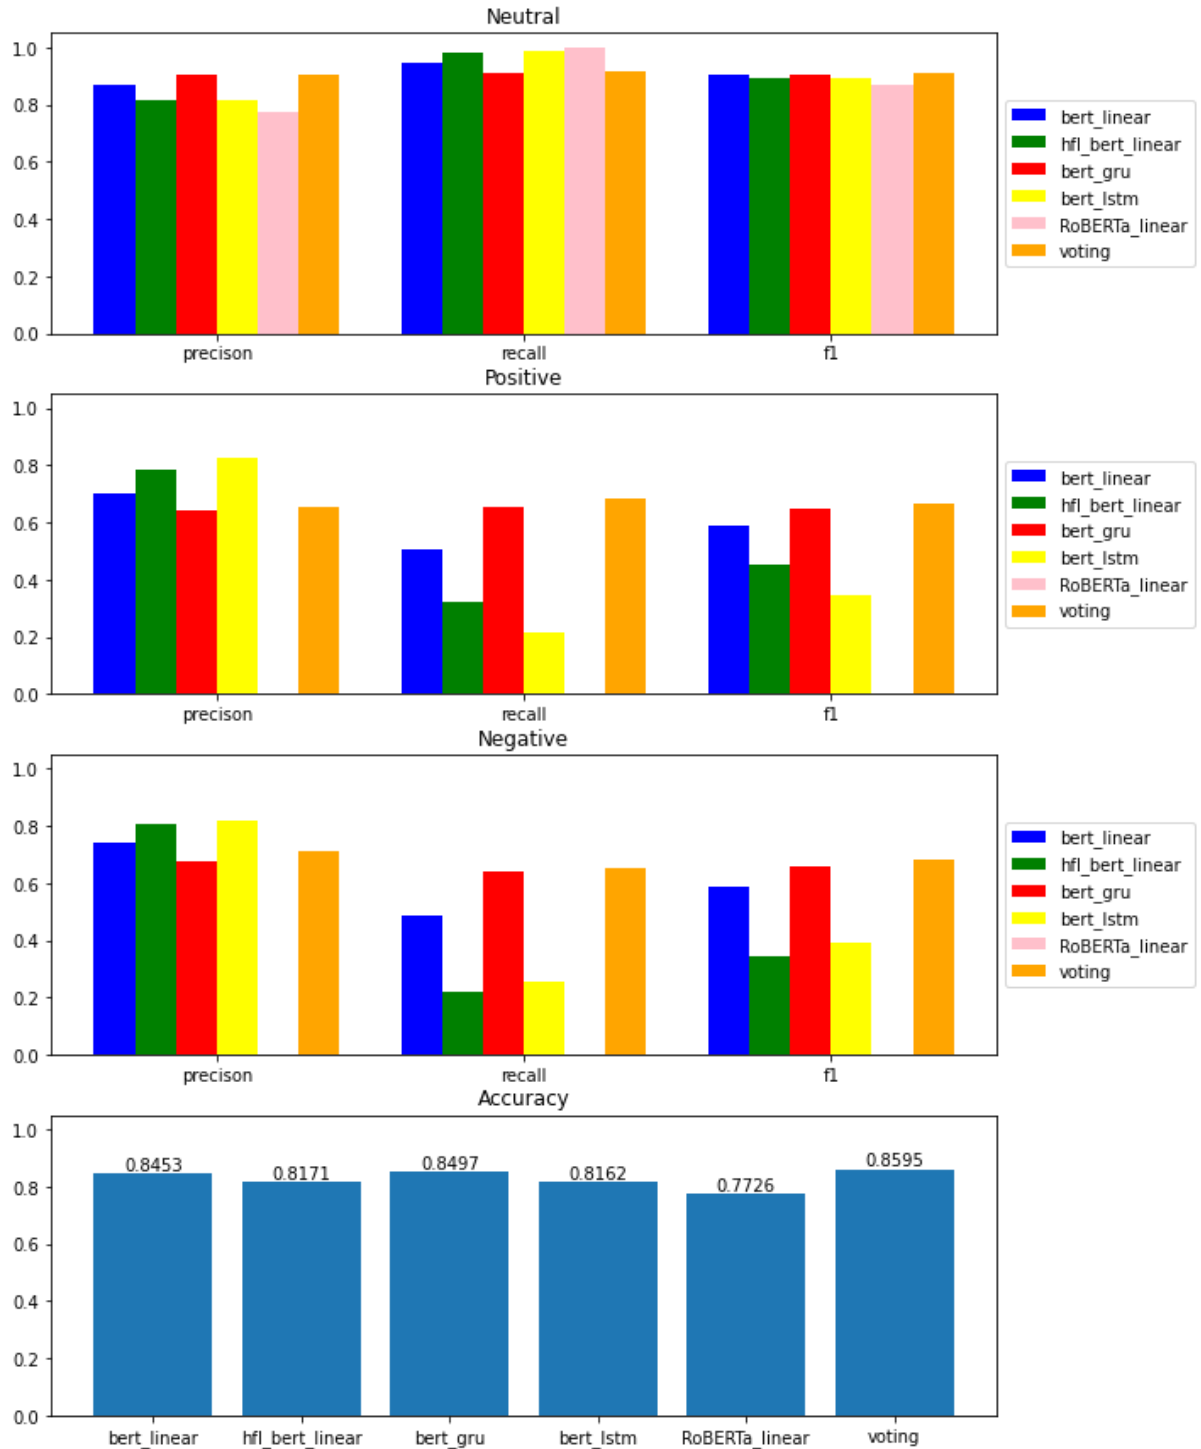 Neutral
1.0
0.8
0.6
0.4
0.2
0.0
precison
recall
f1
bert_linear
hfl_bert_linear
bert_gru
bert_lstm
RoBERTa_linear
voting
Positive
1.0
0.8
0.6
0.4
0.2
0.0
precison
recall
f1
bert_linear
hfl_bert_linear
bert_gru
bert_lstm
RoBERTa_linear
voting
Negative
1.0
0.8
0.6
0.4
0.2
0.0
precison
recall
f1
bert_linear
hfl_bert_linear
bert_gru
bert_lstm
RoBERTa_linear
voting
Accuracy
1.0
0.8
0.6
0.4
0.2
0.0
0.8453
0.8171
0.8497
0.8162
0.7726
0.8595
bert_linear
hfl_bert_linear
bert_gru
bert_lstm
RoBERTa_linear
voting